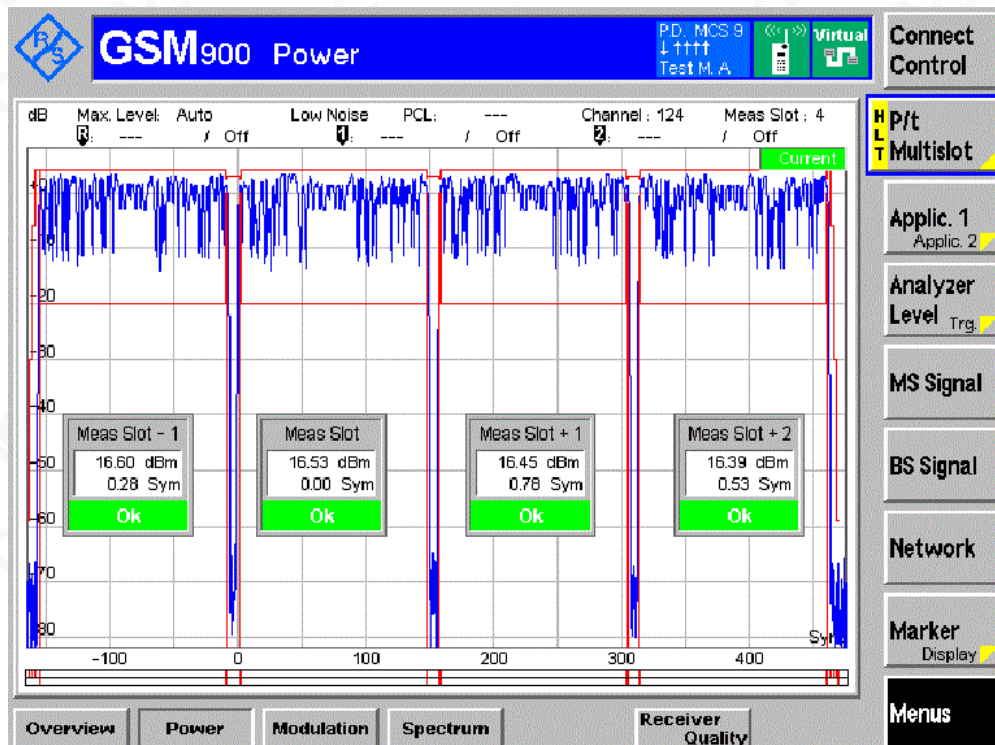 R/S
GSM900 Power
P.D. MCS 9
↓ ↑↑↑↑
Test M. A
Virtual
Connect Control
dB Max. Level: Auto Low Noise PCL: --- Channel : 124 Meas Slot : 4
R: --- / Off 1: --- / Off 2: --- / Off
Current
HLT
P/t Multislot
Applic. 1
Applic. 2
Analyzer Level Trg.
MS Signal
BS Signal
Network
Marker
Display
Menus
+0
-10
-20
-30
-40
-50
-60
-70
-80
Meas Slot - 1
16.60 dBm
0.28 Sym
Ok
Meas Slot
16.53 dBm
0.00 Sym
Ok
Meas Slot + 1
16.45 dBm
0.78 Sym
Ok
Meas Slot + 2
16.39 dBm
0.53 Sym
Ok
Sym
-100 0 100 200 300 400
Overview Power Modulation Spectrum Receiver Quality